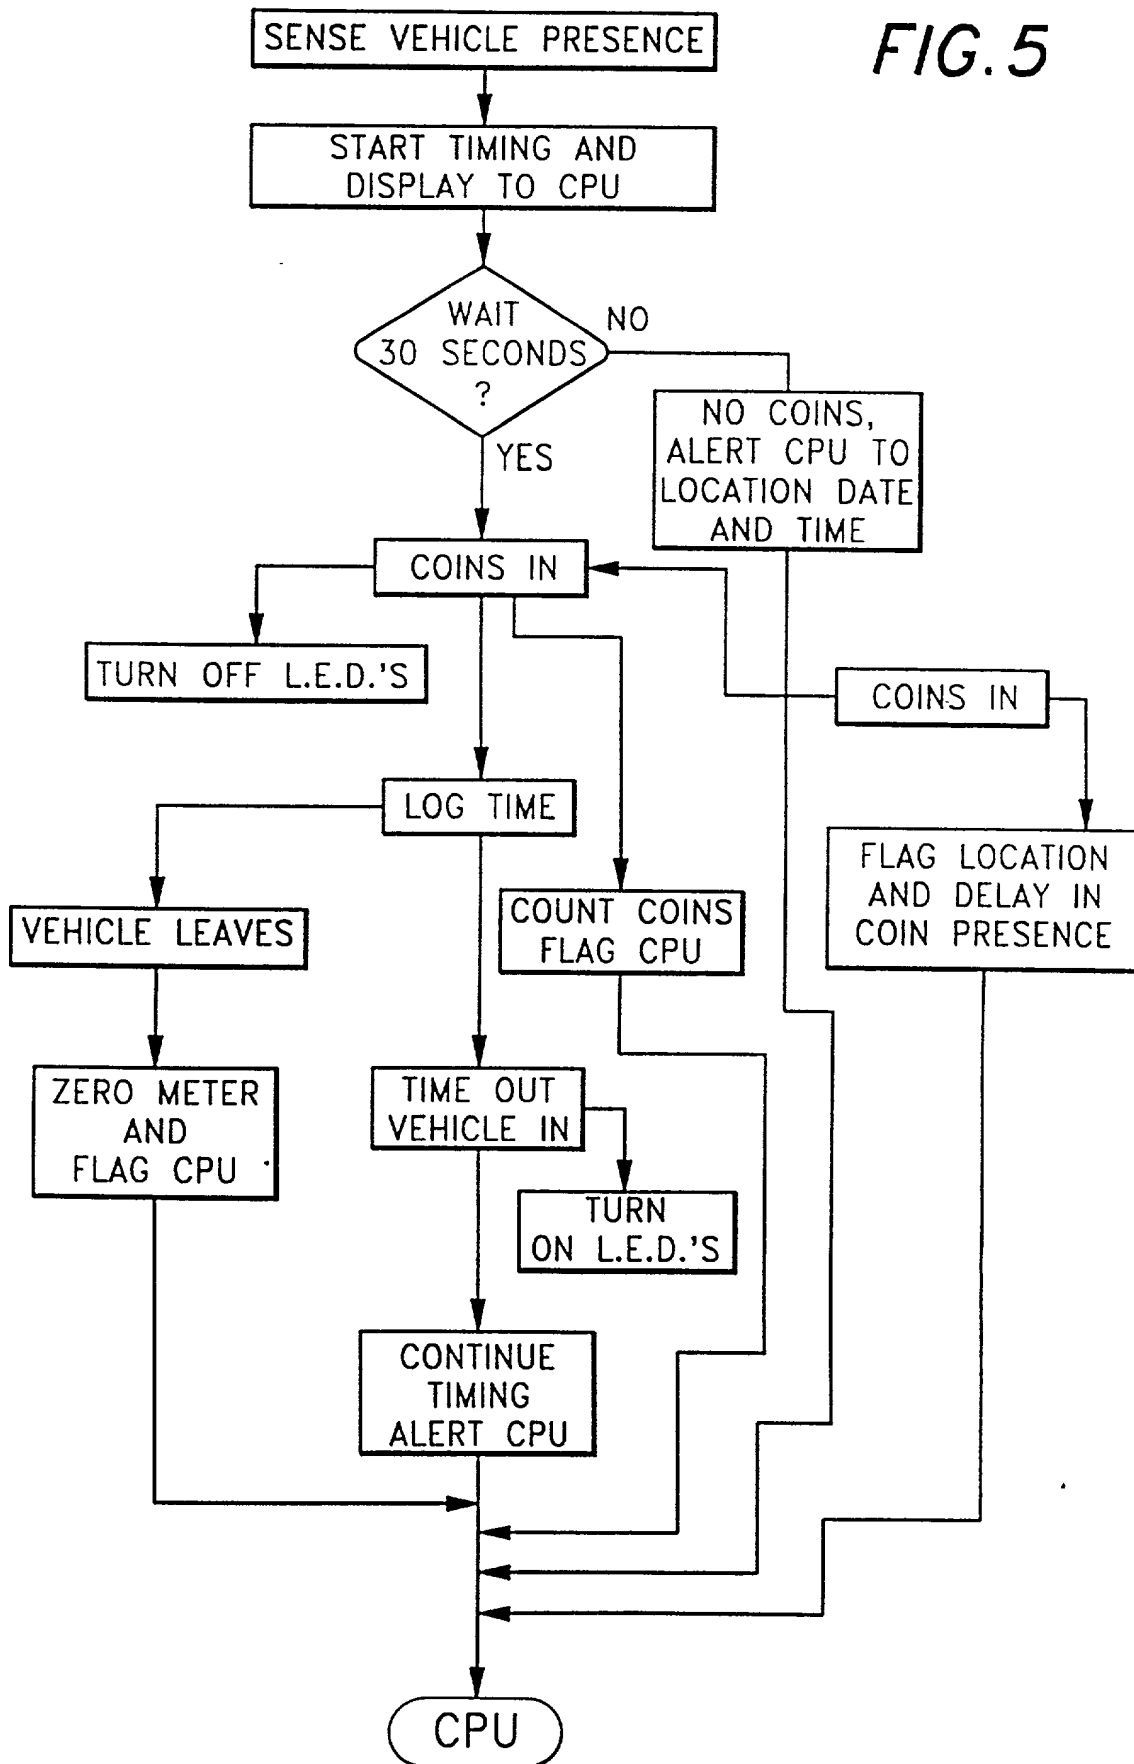 FIG. 5
SENSE VEHICLE PRESENCE
START TIMING AND
DISPLAY TO CPU
WAIT
30 SECONDS
?
NO
YES
NO COINS,
ALERT CPU TO
LOCATION DATE
AND TIME
COINS IN
TURN OFF L.E.D.'S
COINS IN
LOG TIME
FLAG LOCATION
AND DELAY IN
COIN PRESENCE
VEHICLE LEAVES
COUNT COINS
FLAG CPU
ZERO METER
AND
FLAG CPU
TIME OUT
VEHICLE IN
TURN
ON L.E.D.'S
CONTINUE
TIMING
ALERT CPU
CPU